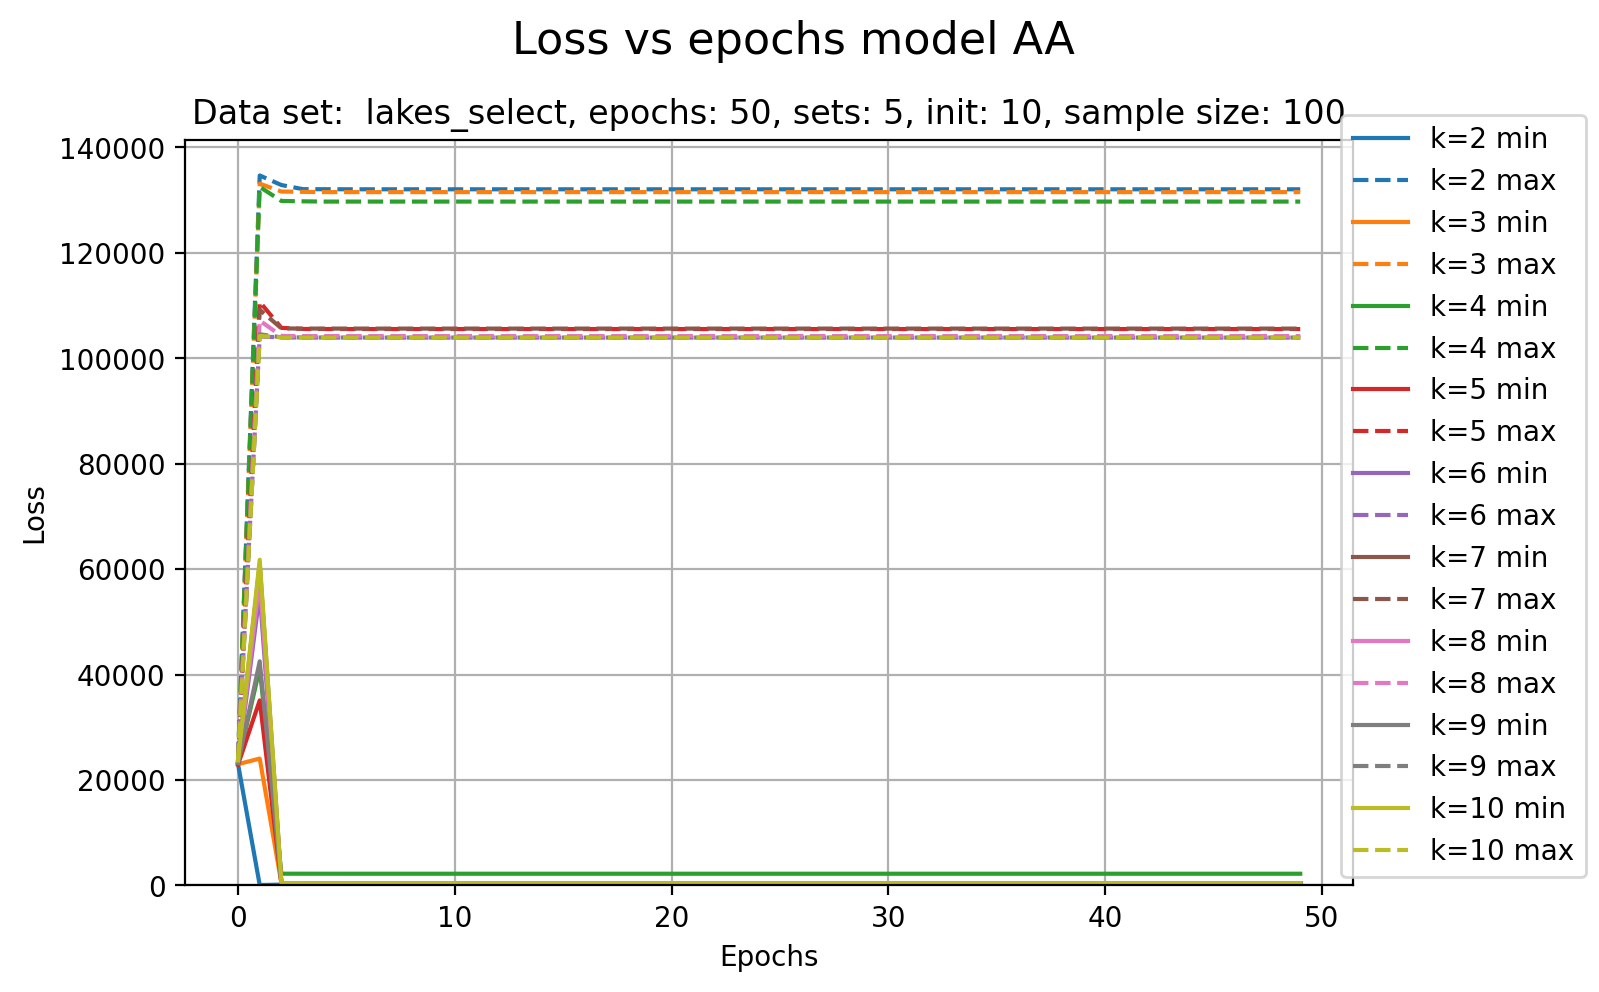 Loss vs epochs model AA
Data set:  lakes_select, epochs: 50, sets: 5, init: 10, sample size: 100
140000
120000
100000
80000
60000
40000
20000
0
Loss
0 10 20 30 40 50
Epochs
k=2 min
k=2 max
k=3 min
k=3 max
k=4 min
k=4 max
k=5 min
k=5 max
k=6 min
k=6 max
k=7 min
k=7 max
k=8 min
k=8 max
k=9 min
k=9 max
k=10 min
k=10 max